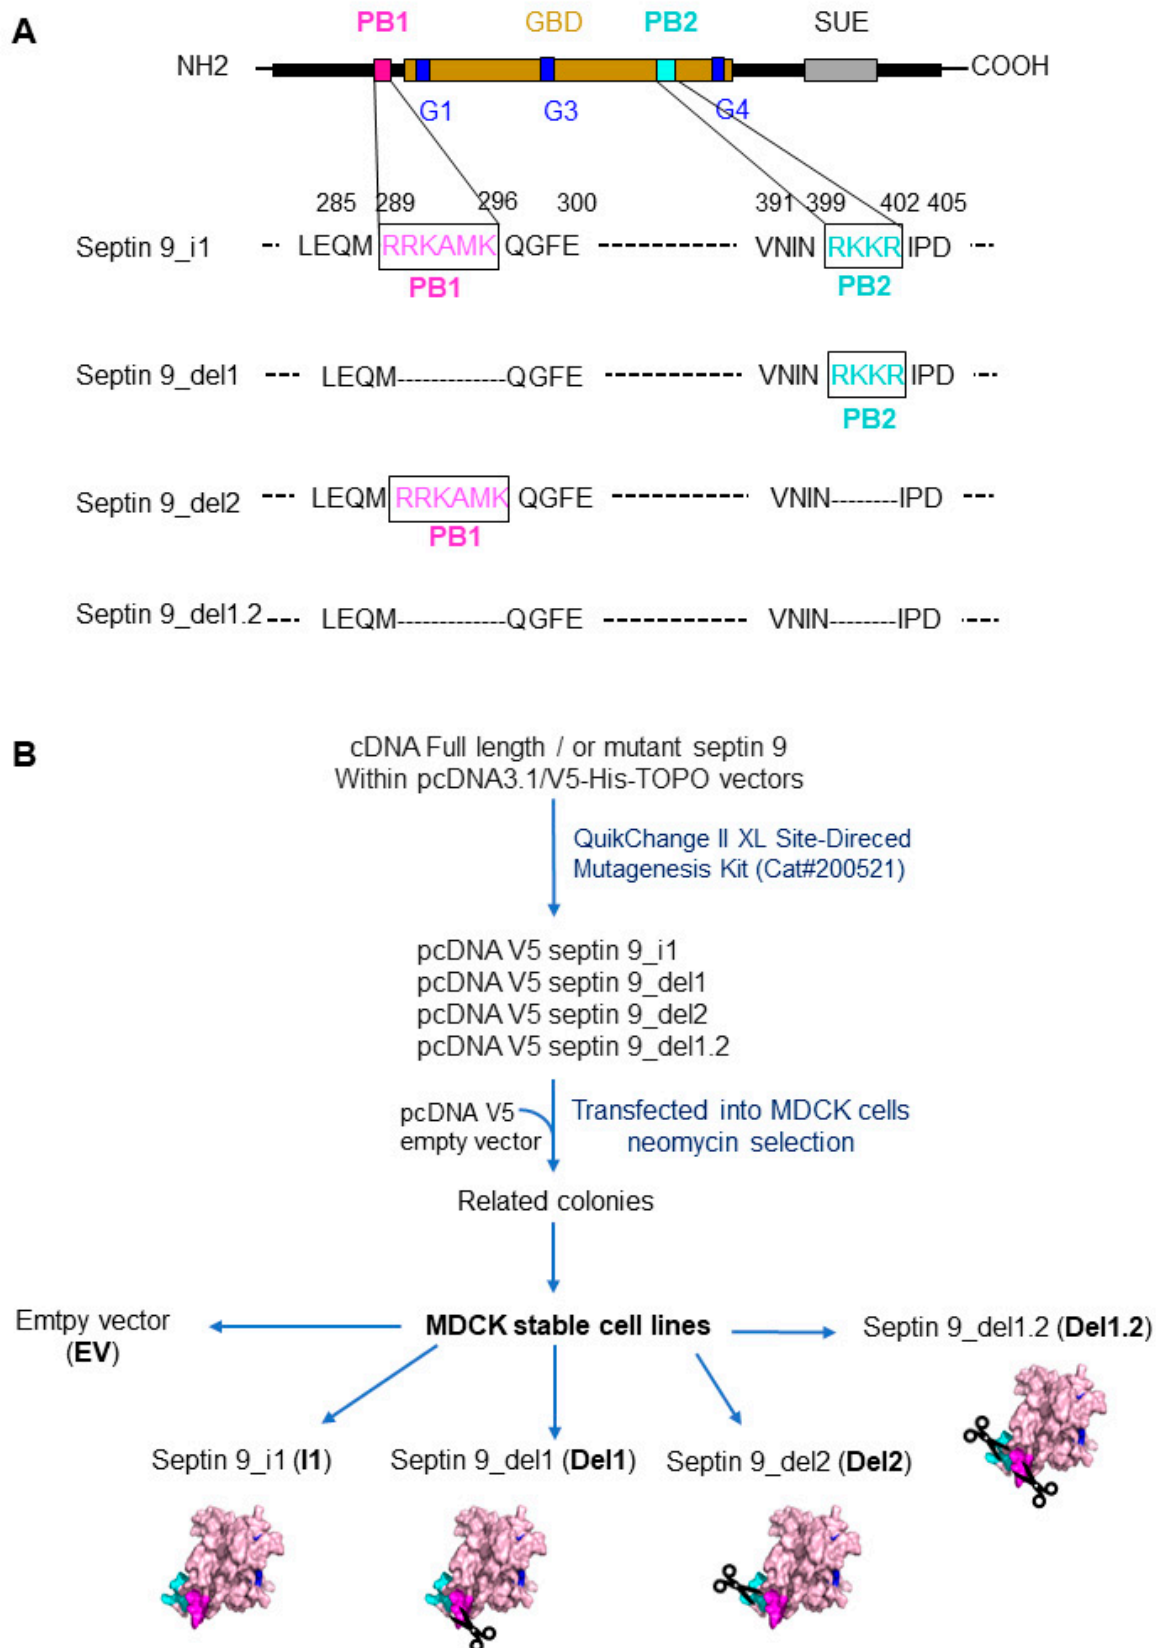 A
PB1 GBD PB2 SUE
NH2 COOH
G1 G3 G4
285 289 296 300 391 399 402 405
Septin 9_i1 LEQM RRKAMK QGFE VNIN RKKR IPD
PB1 PB2
Septin 9_del1 LEQM------------QGFE VNIN RKKR IPD
PB2
Septin 9_del2 LEQM RRKAMK QGFE VNIN--------IPD
PB1
Septin 9_del1.2 LEQM------------QGFE VNIN--------IPD
B
cDNA Full length / or mutant septin 9
Within pcDNA3.1/V5-His-TOPO vectors
QuikChange II XL Site-Direced
Mutagenesis Kit (Cat#200521)
pcDNA V5 septin 9_i1
pcDNA V5 septin 9_del1
pcDNA V5 septin 9_del2
pcDNA V5 septin 9_del1.2
pcDNA V5
empty vector
Transfected into MDCK cells
neomycin selection
Related colonies
Emtpy vector
(EV)
MDCK stable cell lines
Septin 9_del1.2 (Del1.2)
Septin 9_i1 (I1)
Septin 9_del1 (Del1)
Septin 9_del2 (Del2)